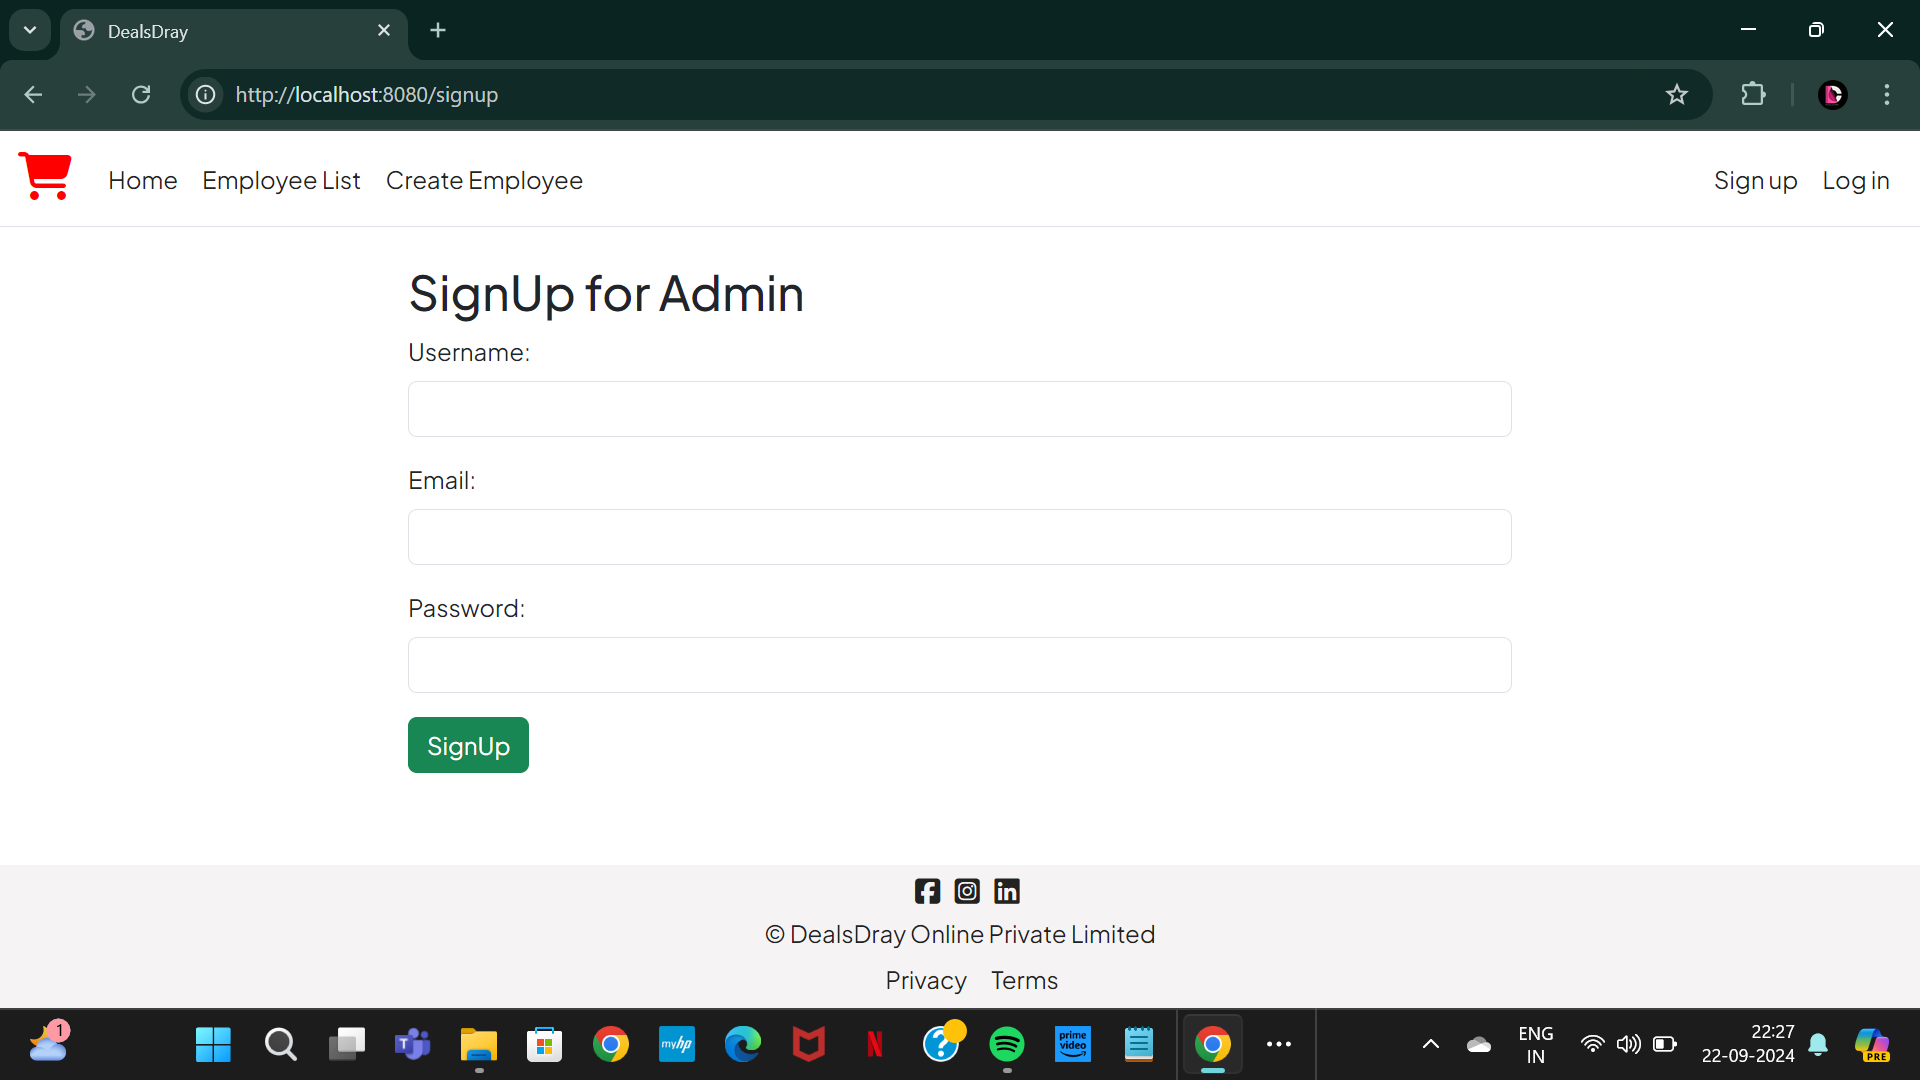 DealsDray
http://localhost:8080/signup
Home Employee List Create Employee Sign up Log in
SignUp for Admin
Username:
Email:
Password:
SignUp
© DealsDray Online Private Limited
Privacy Terms
1
T
myhp
N
?
prime video
ENG
IN
22:27
22-09-2024
PRE